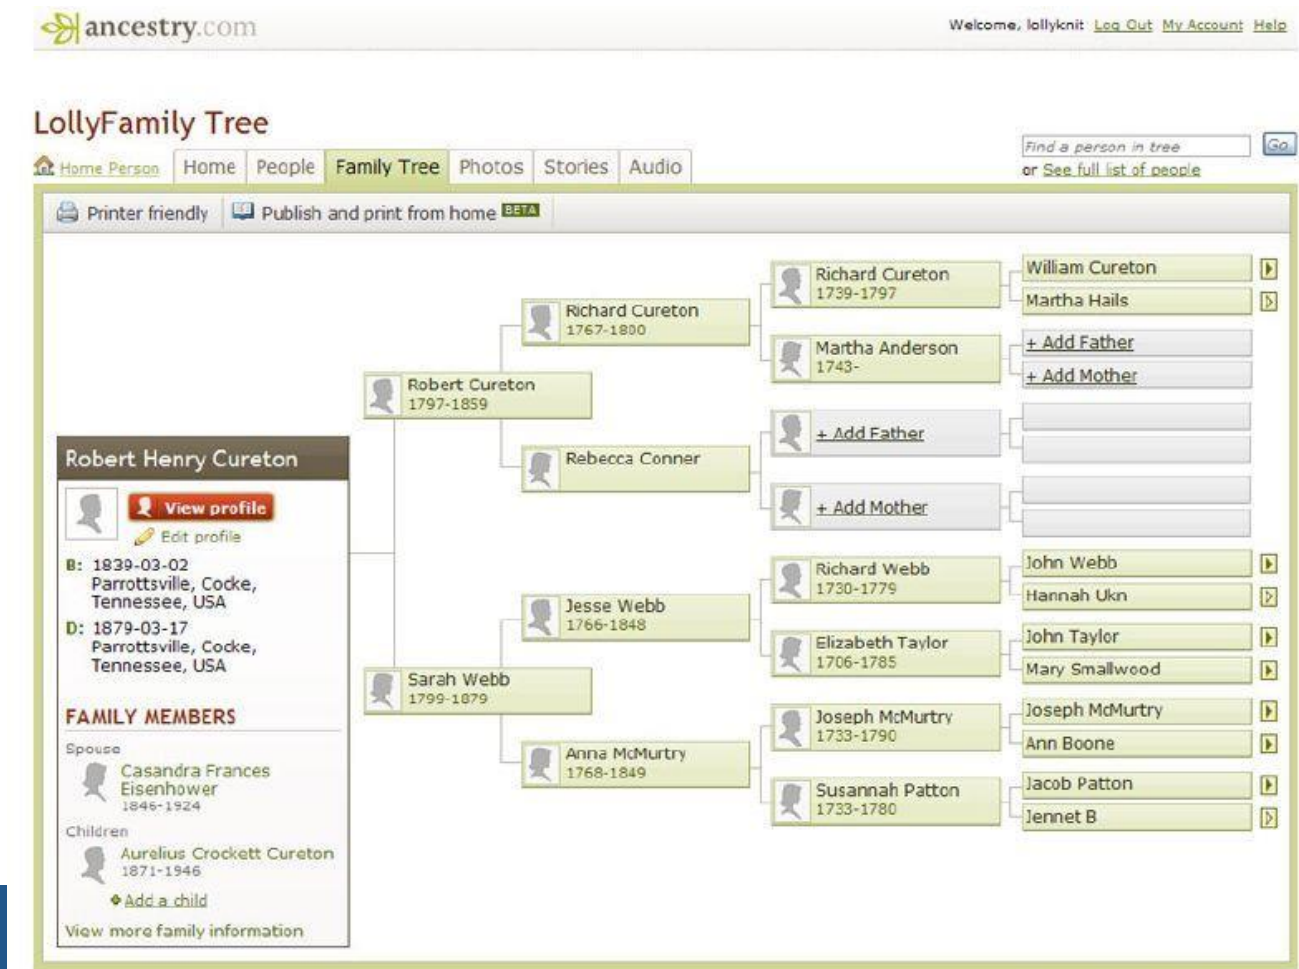 ancestry.com
Welcome, lollyknit Log Out My Account Help
LollyFamily Tree
Find a person in tree Go
or See full list of people
Home Person Home People Family Tree Photos Stories Audio
Printer friendly Publish and print from home BETA
Robert Henry Cureton
View profile
Edit profile
B: 1839-03-02
Parrottsville, Cocke,
Tennessee, USA
D: 1879-03-17
Parrottsville, Cocke,
Tennessee, USA
FAMILY MEMBERS
Spouse
Casandra Frances
Eisenhower
1846-1924
Children
Aurelius Crockett Cureton
1871-1946
Add a child
View more family information
Robert Cureton
1797-1859
Sarah Webb
1799-1879
Richard Cureton
1767-1800
Rebecca Conner
Jesse Webb
1766-1848
Anna McMurtry
1768-1849
Richard Cureton
1739-1797
Martha Anderson
1743-
+ Add Father
+ Add Mother
Richard Webb
1730-1779
Elizabeth Taylor
1706-1785
Joseph McMurtry
1733-1790
Susannah Patton
1733-1780
William Cureton
Martha Hails
+ Add Father
+ Add Mother
John Webb
Hannah Ukn
John Taylor
Mary Smallwood
Joseph McMurtry
Ann Boone
Jacob Patton
Jennet B